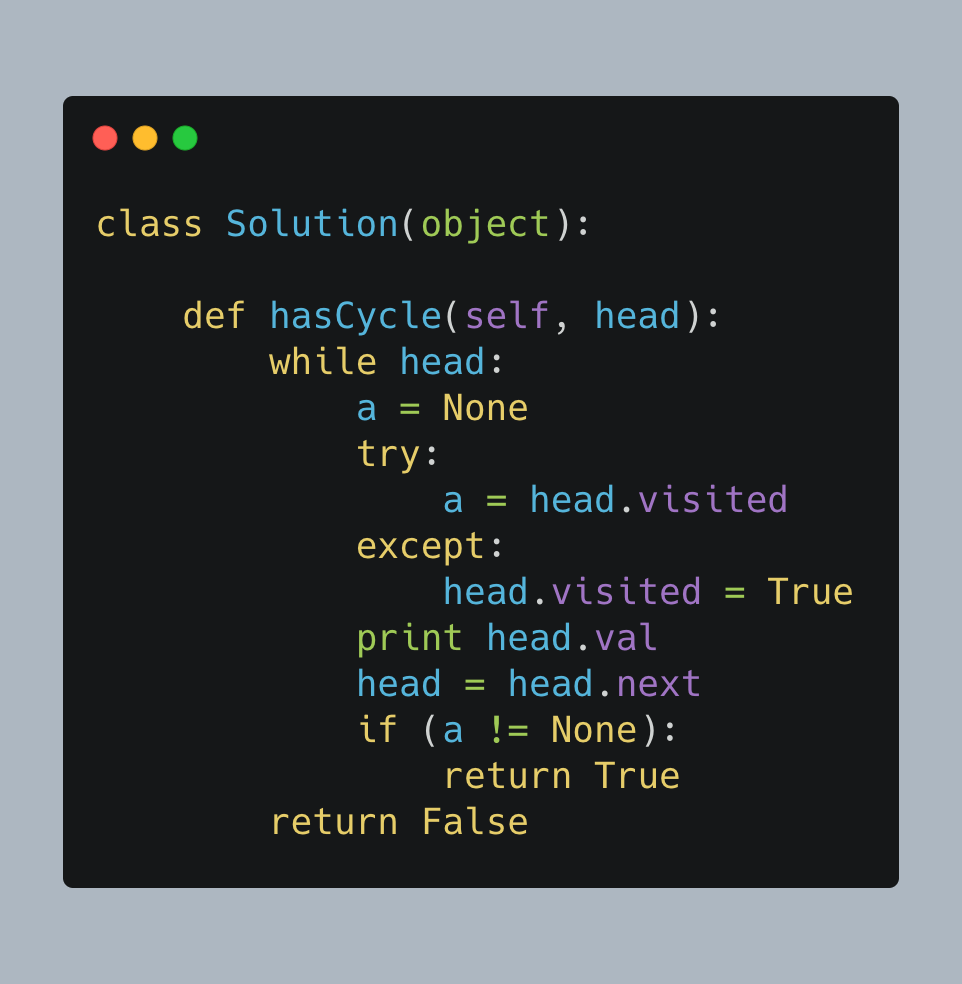 class Solution(object):
    def hasCycle(self, head):
        while head:
            a = None
            try:
                a = head.visited
            except:
                head.visited = True
            print head.val
            head = head.next
            if (a != None):
                return True
        return False